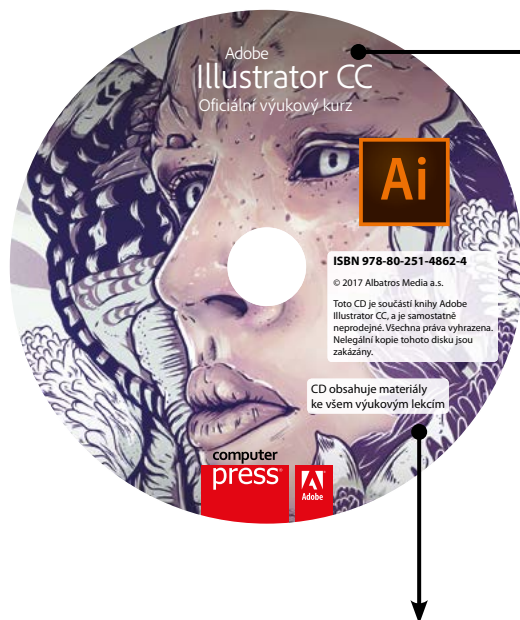 Adobe
Illustrator CC
Oficiální výukový kurz
Ai
ISBN 978-80-251-4862-4
© 2017 Albatros Media a.s.
Toto CD je součástí knihy Adobe
Illustrator CC, a je samostatně
neprodejné. Všechna práva vyhrazena.
Nelegální kopie tohoto disku jsou
zakázány.
CD obsahuje materiály
ke všem výukovým lekcím
computer
press®
Adobe